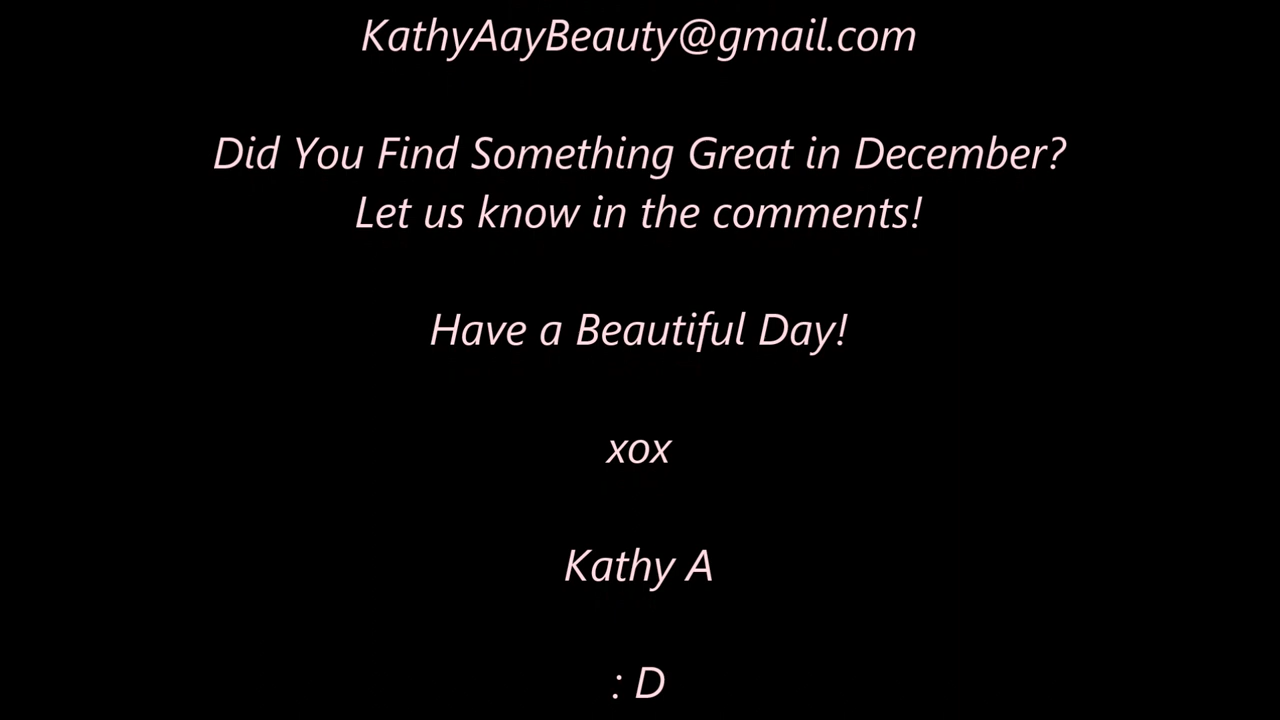 KathyAayBeauty@gmail.com
Did You Find Something Great in December?
Let us know in the comments!
Have a Beautiful Day!
xox
Kathy A
: D